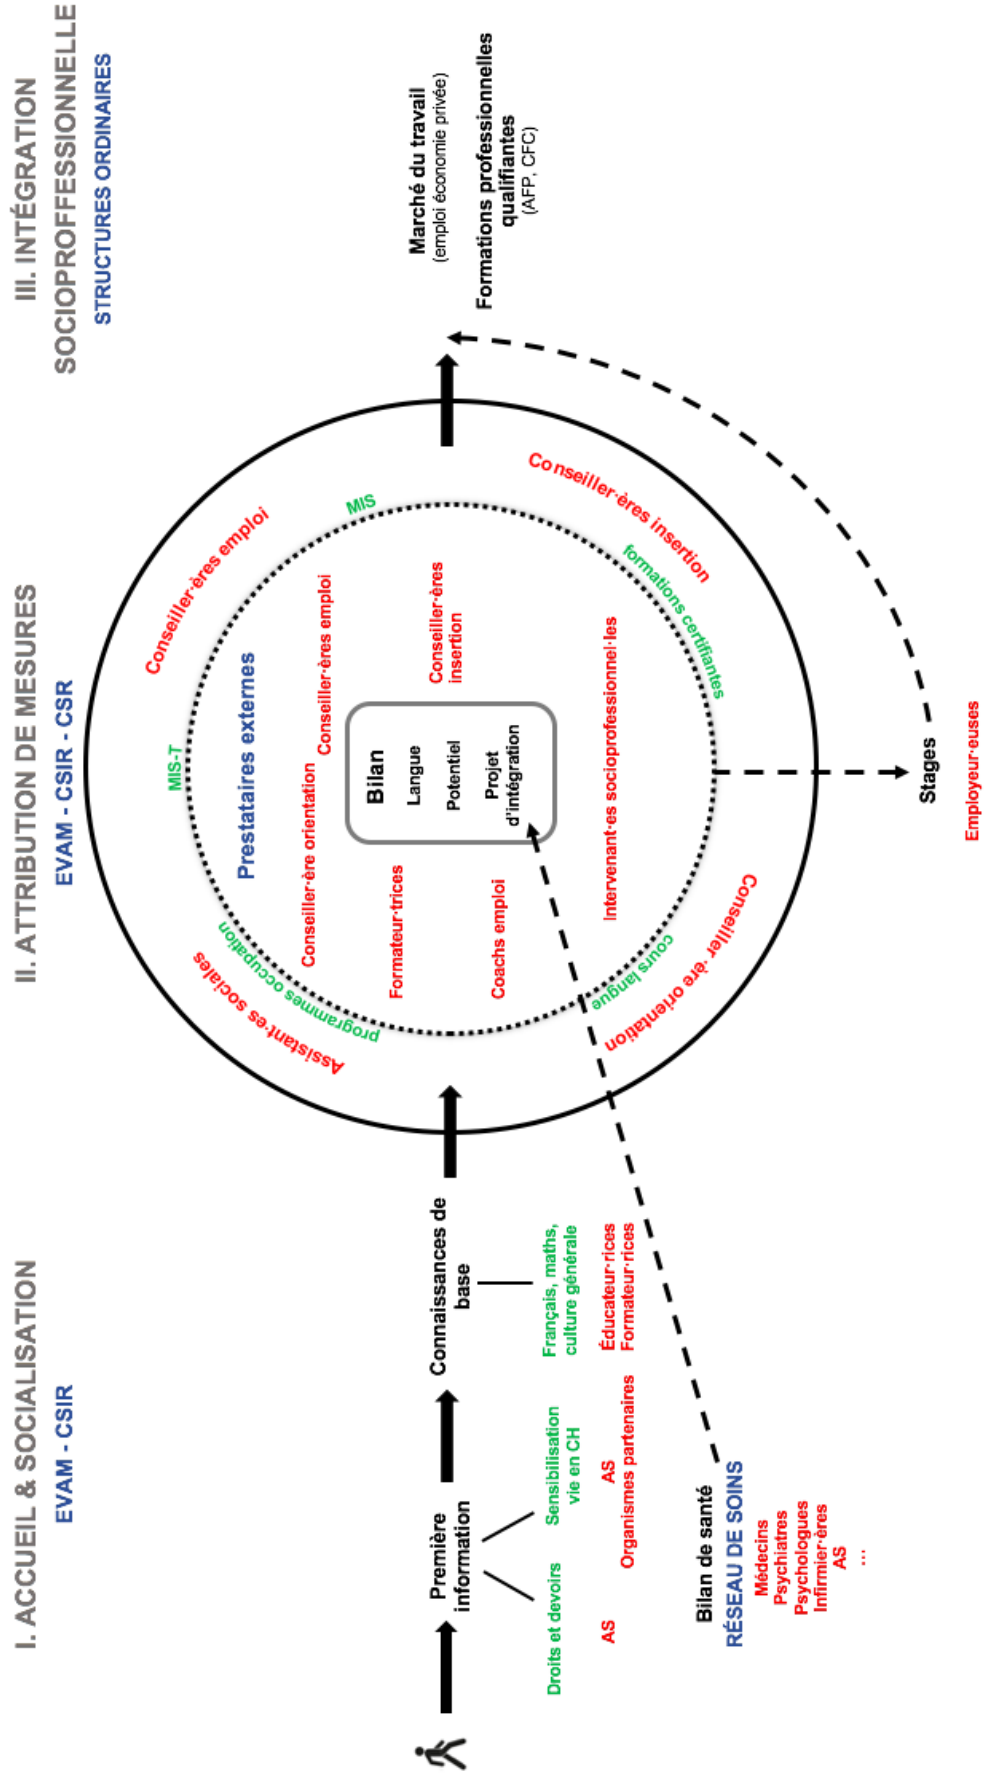 I. ACCUEIL & SOCIALISATION
EVAM - CSIR
II. ATTRIBUTION DE MESURES
EVAM - CSIR - CSR
III. INTÉGRATION
SOCIOPROFFESSIONNELLE
STRUCTURES ORDINAIRES
Première
information
Droits et devoirs
AS
Sensibilisation
vie en CH
AS
Organismes partenaires
Connaissances de
base
Français, maths,
culture générale
Éducateur·rices
Formateur·rices
Bilan de santé
RÉSEAU DE SOINS
Médecins
Psychiatres
Psychologues
Infirmier·ères
AS
...
Assistant·es sociales
programmes occupation
MIS-T
Conseiller·ères emploi
MIS
Conseiller·ères insertion
formations certifiantes
cours langue
Conseiller·ère orientation
Prestataires externes
Conseiller·ère orientation
Conseiller·ères emploi
Formateur·trices
Conseiller·ères
insertion
Coachs emploi
Intervenant·es socioprofessionnel·les
Bilan
Langue
Potentiel
Projet
d'intégration
Stages
Employeur·euses
Marché du travail
(emploi économie privée)
Formations professionnelles
qualifiantes
(AFP, CFC)